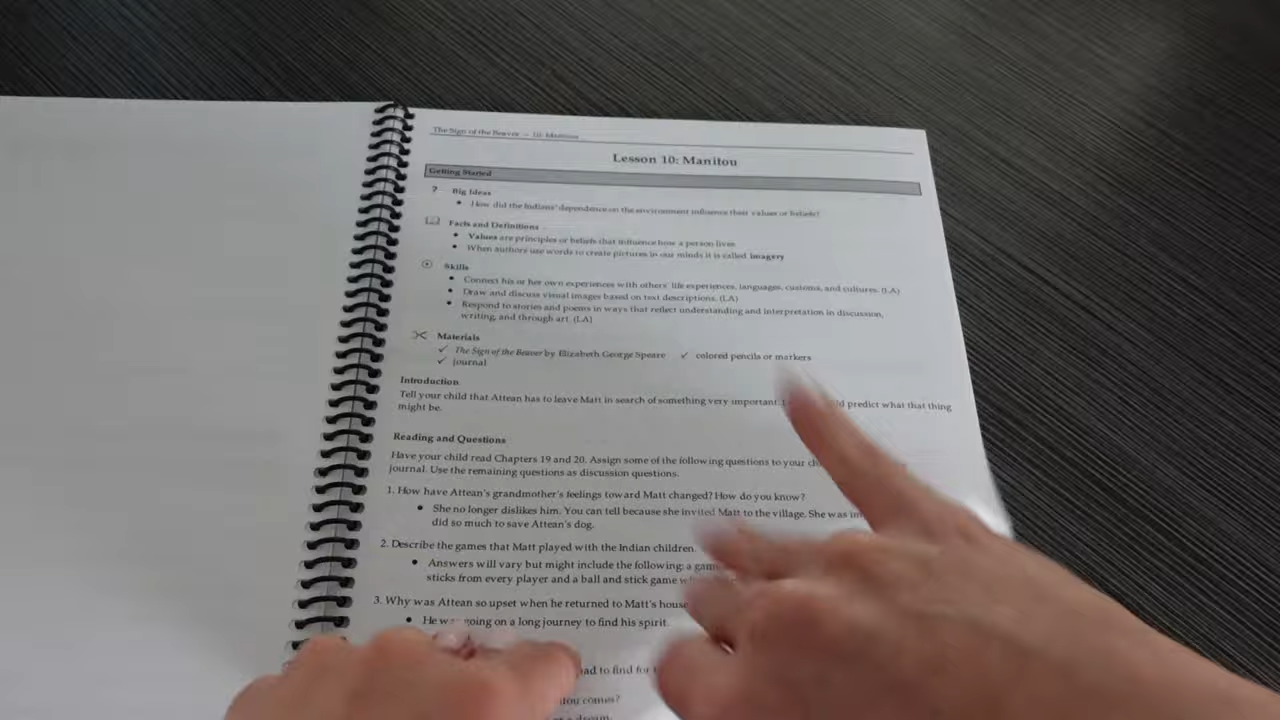 The Sign of the Beaver — 10: Manitou
Lesson 10: Manitou
Getting Started
? Big Ideas
• How did the Indians' dependence on the environment influence their values or beliefs?
Facts and Definitions
• Values are principles or beliefs that influence how a person lives
• When authors use words to create pictures in our minds it is called imagery
Skills
• Connect his or her own experiences with others' life experiences, languages, customs, and cultures. (LA)
• Draw and discuss visual images based on text descriptions. (LA)
• Respond to stories and poems in ways that reflect understanding and interpretation in discussion,
writing, and through art. (LA)
Materials
✓ The Sign of the Beaver by Elizabeth George Speare ✓ colored pencils or markers
✓ journal
Introduction
Tell your child that Attean has to leave Matt in search of something very important. predict what that thing
might be.
Reading and Questions
Have your child read Chapters 19 and 20. Assign some of the following questions to your
journal. Use the remaining questions as discussion questions.
1. How have Attean's grandmother's feelings toward Matt changed? How do you know?
• She no longer dislikes him. You can tell because she invited Matt to the village. She was
did so much to save Attean's dog.
2. Describe the games that Matt played with the Indian children.
• Answers will vary but might include the following: a
sticks from every player and a ball and stick game
3. Why was Attean so upset when he returned to Matt's house
• He going on a long journey to find his spirit.
to find for
comes?
a dream.